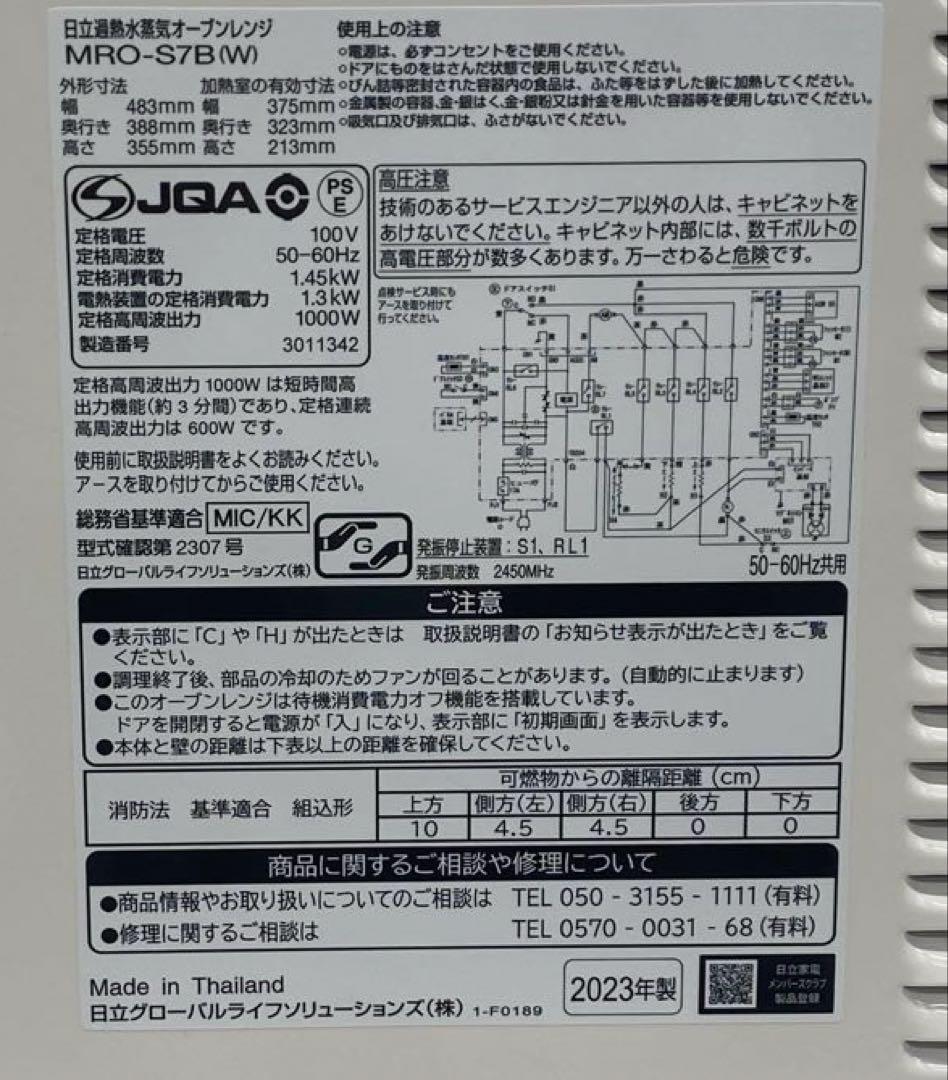 日立過熱水蒸気オーブンレンジ
MRO-S7B(W)
外形寸法 加熱室の有効寸法
幅 483mm 幅 375mm
奥行き 388mm 奥行き 323mm
高さ 355mm 高さ 213mm
使用上の注意
○電源は、必ずコンセントをご使用ください。
○ドアにものをはさんだ状態で使用しないでください。
○びん詰等密封された容器内の食品は、ふた等をはずした後に加熱してください。
○金属製の容器、金・銀はく、金・銀粉又は針金を用いた容器等を使用しないでください。
○吸気口及び排気口は、ふさがないでください。
JQA PS E
定格電圧 100V
定格周波数 50-60Hz
定格消費電力 1.45kW
電熱装置の定格消費電力 1.3kW
定格高周波出力 1000W
製造番号 3011342
高圧注意
技術のあるサービスエンジニア以外の人は、キャビネットを
あけないでください。キャビネット内部には、数千ボルトの
高電圧部分が数多くあります。万一さわると危険です。
点検サービス時にも
アースを取り付けて
行ってください。
定格高周波出力1000Wは短時間高
出力機能(約3分間)であり、定格連続
高周波出力は600Wです。
使用前に取扱説明書をよくお読みください。
アースを取り付けてからご使用ください。
総務省基準適合 MIC/KK
型式確認第2307号
日立グローバルライフソリューションズ(株)
G
発振停止装置:S1、RL1
発振周波数 2450MHz
50-60Hz共用
ご注意
●表示部に「C」や「H」が出たときは 取扱説明書の「お知らせ表示が出たとき」をご覧
ください。
●調理終了後、部品の冷却のためファンが回ることがあります。(自動的に止まります)
●このオーブンレンジは待機消費電力オフ機能を搭載しています。
ドアを開閉すると電源が「入」になり、表示部に「初期画面」を表示します。
●本体と壁の距離は下表以上の距離を確保してください。
消防法 基準適合 組込形
可燃物からの離隔距離(cm)
上方 側方(左) 側方(右) 後方 下方
10 4.5 4.5 0 0
商品に関するご相談や修理について
●商品情報やお取り扱いについてのご相談は TEL 050-3155-1111(有料)
●修理に関するご相談は TEL 0570-0031-68(有料)
Made in Thailand
日立グローバルライフソリューションズ(株) 1-F0189
2023年製
日立家電
メンバーズクラブ
製品登録